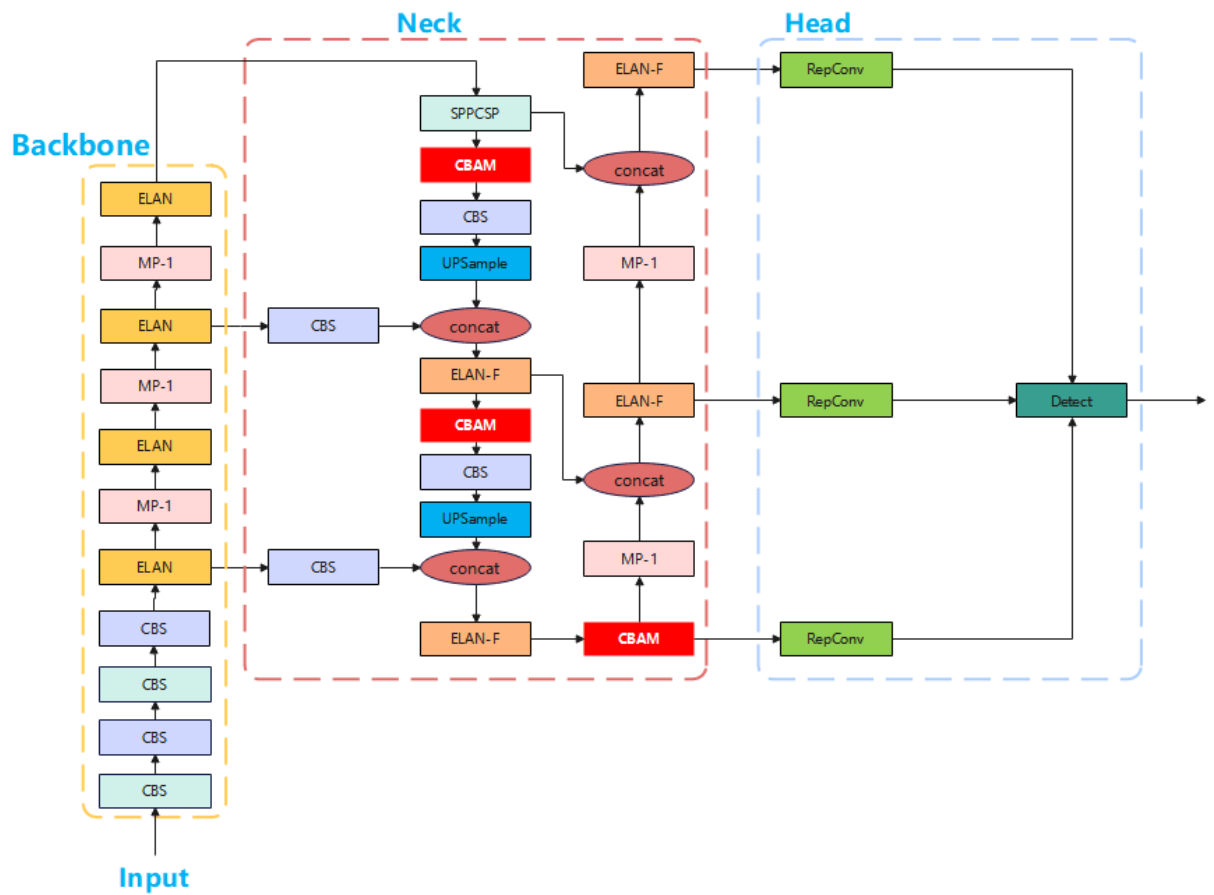 Neck
Head
Backbone
ELAN
MP-1
ELAN
MP-1
ELAN
MP-1
ELAN
CBS
CBS
CBS
CBS
Input
CBS
CBS
SPPCSP
CBAM
CBS
UPSample
concat
ELAN-F
CBAM
CBS
UPSample
concat
ELAN-F
ELAN-F
concat
MP-1
ELAN-F
concat
MP-1
CBAM
RepConv
RepConv
RepConv
Detect